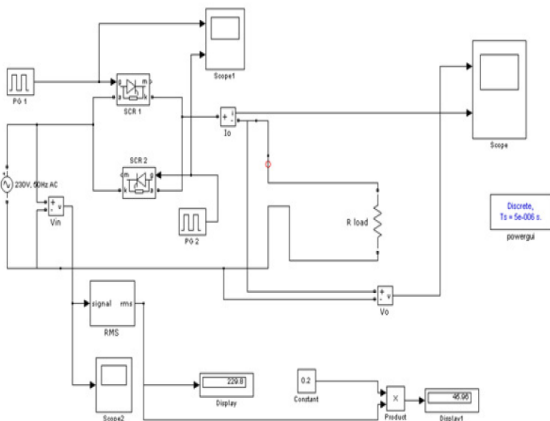 Scope1
PG 1
g
m
a
k
SCR 1
Io
Scope
SCR 2
m
g
k
a
230V, 50Hz AC
v
Vin
PG 2
R load
Discrete,
Ts = 5e-006 s.
powergui
v
Vo
signal
rms
RMS
229.8
Display
Scope2
0.2
Constant
X
Product
45.96
Display1